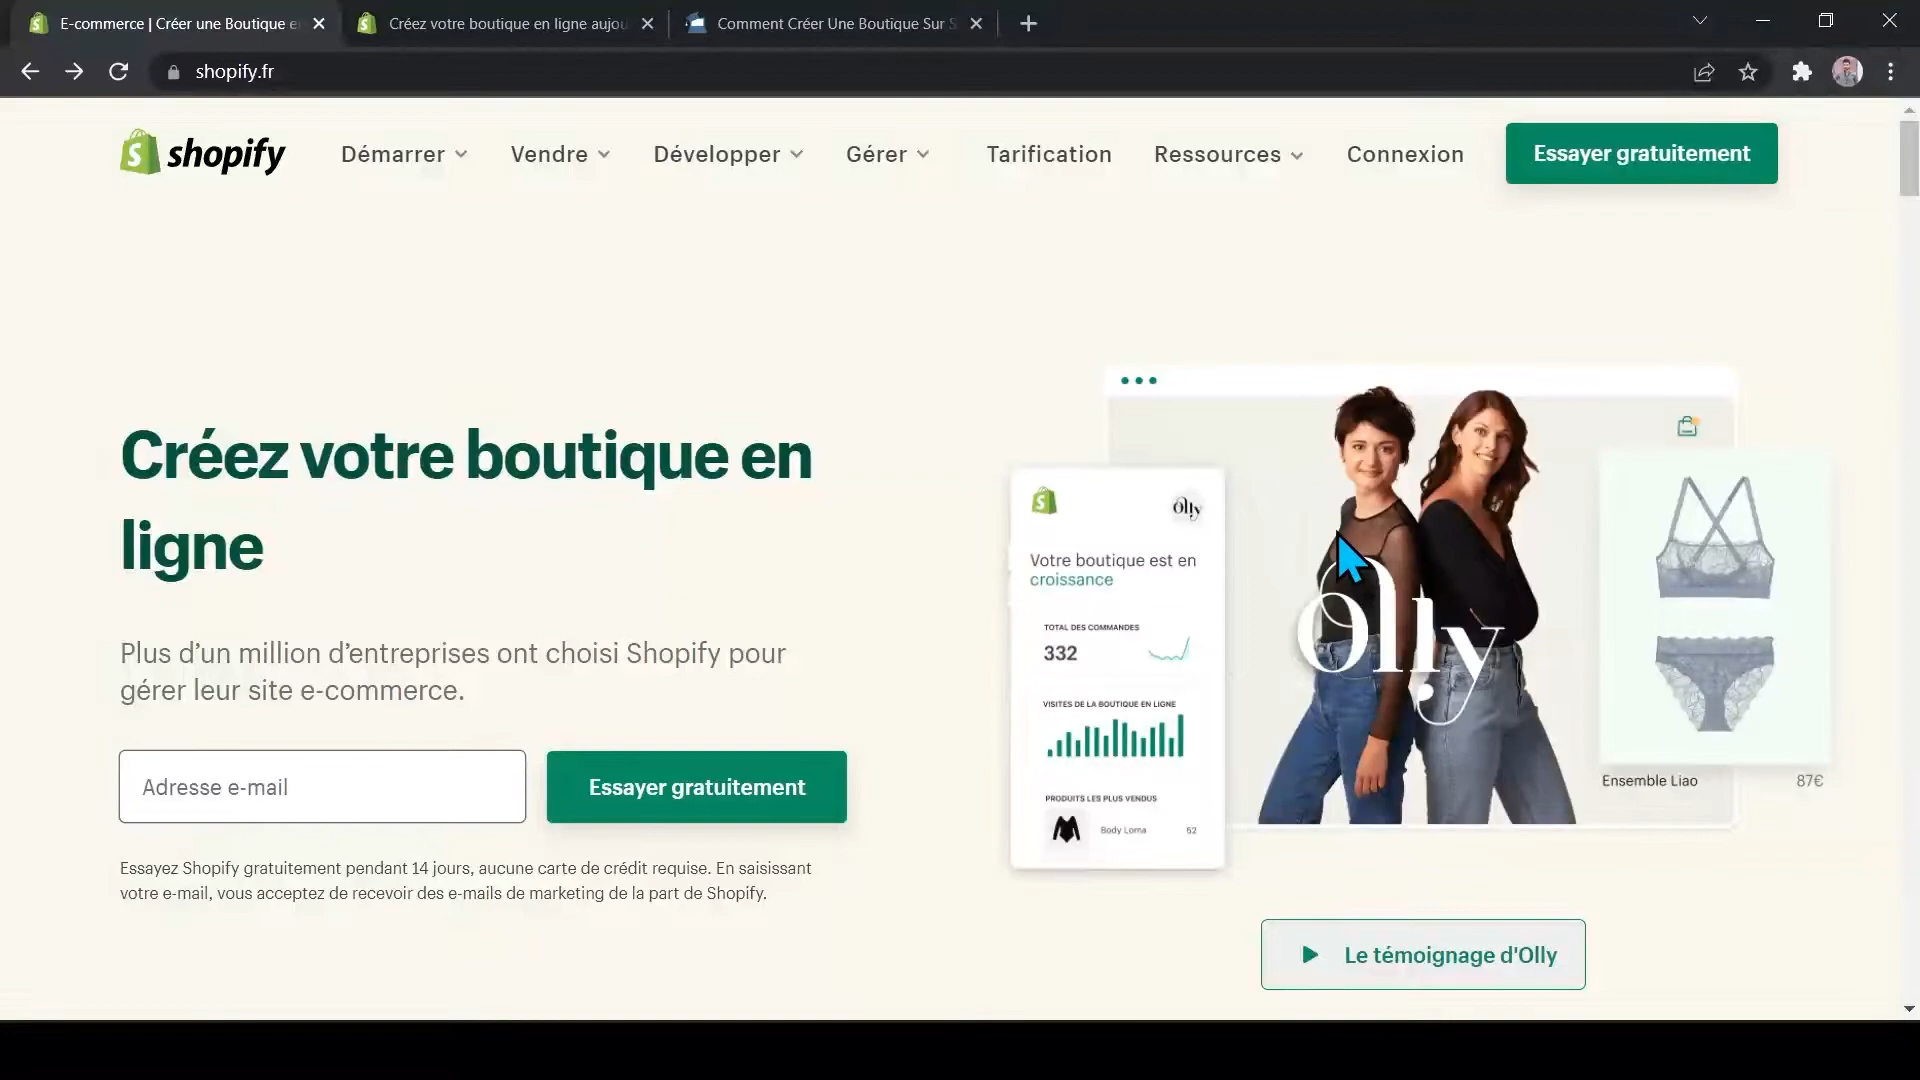 E-commerce | Créer une Boutique e
Créez votre boutique en ligne aujou
Comment Créer Une Boutique Sur S
shopify.fr
shopify
Démarrer
Vendre
Développer
Gérer
Tarification
Ressources
Connexion
Essayer gratuitement
Créez votre boutique en
ligne
Plus d’un million d’entreprises ont choisi Shopify pour
gérer leur site e-commerce.
Adresse e-mail
Essayer gratuitement
Essayez Shopify gratuitement pendant 14 jours, aucune carte de crédit requise. En saisissant
votre e-mail, vous acceptez de recevoir des e-mails de marketing de la part de Shopify.
Olly
Votre boutique est en
croissance
TOTAL DES COMMANDES
332
VISITES DE LA BOUTIQUE EN LIGNE
PRODUITS LES PLUS VENDUS
Body Loma 52
Olly
Ensemble Liao 87€
Le témoignage d'Olly